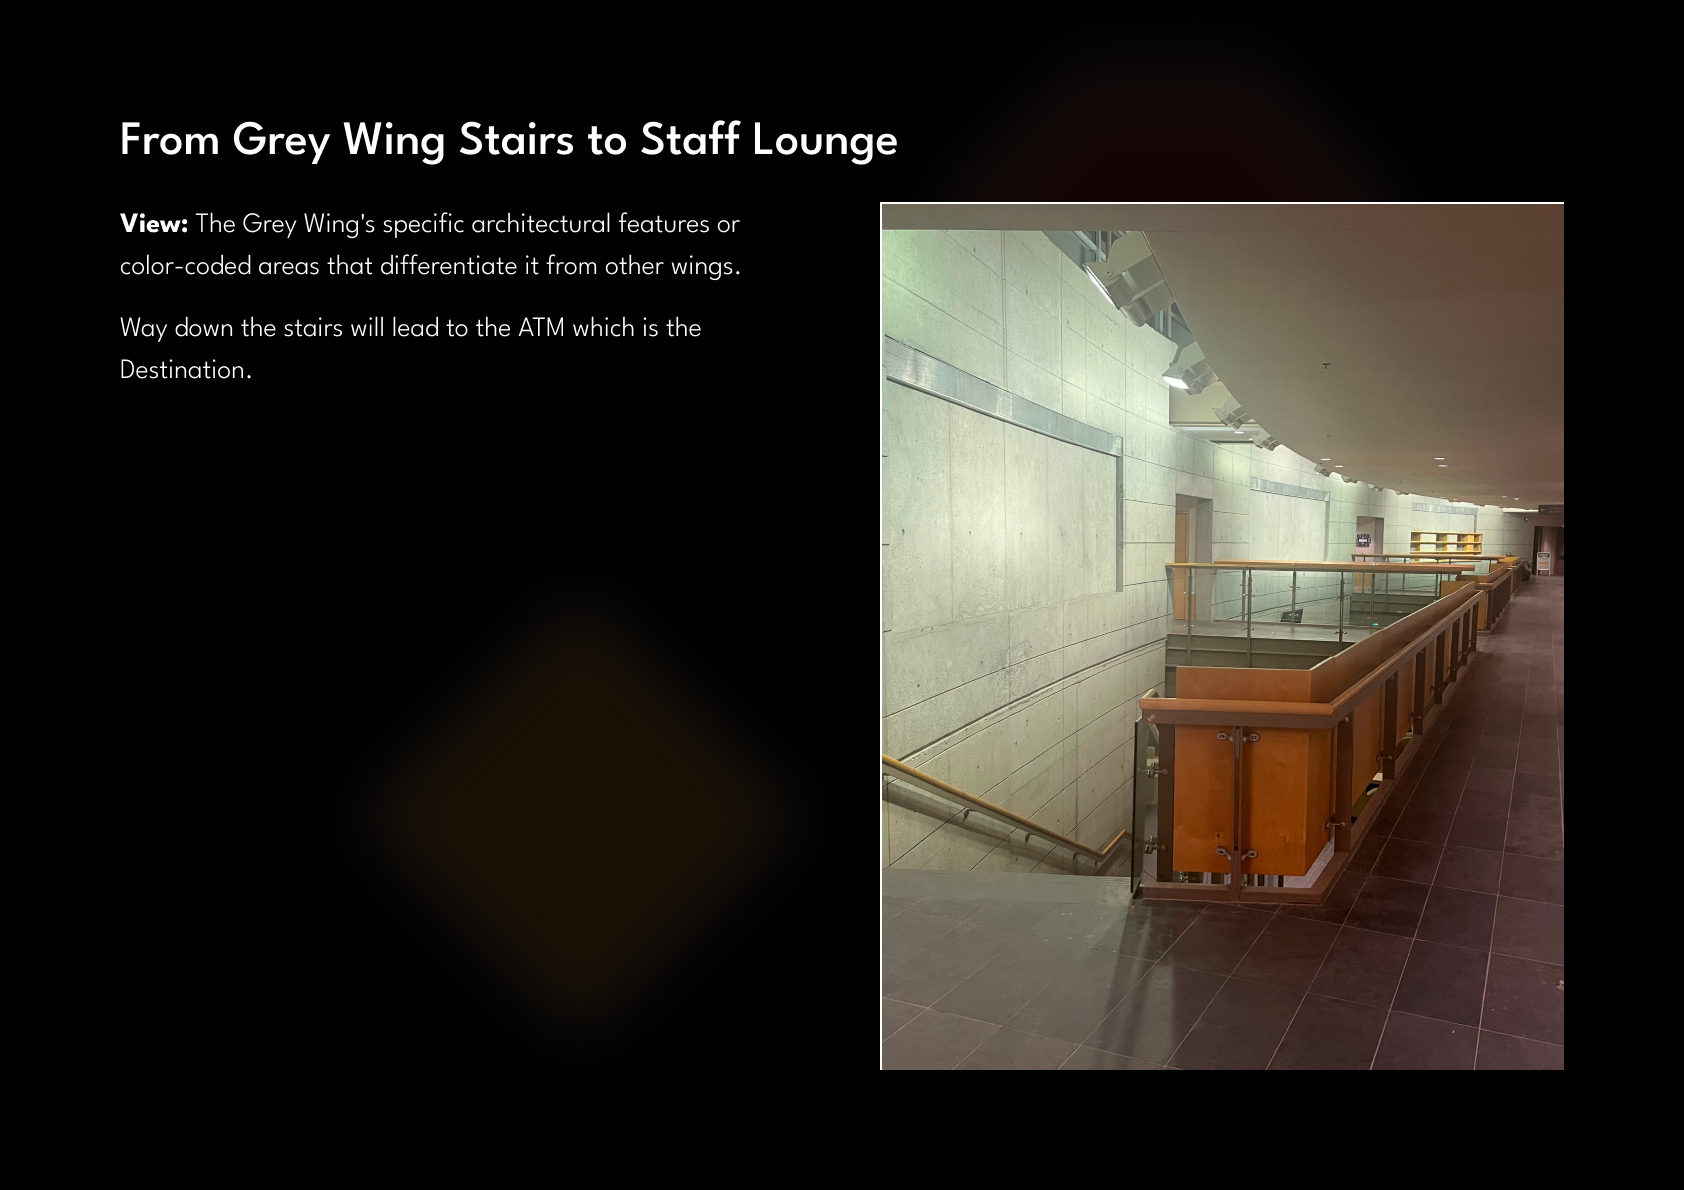 From Grey Wing Stairs to Staff Lounge
View: The Grey Wing's specific architectural features or
color-coded areas that differentiate it from other wings.
Way down the stairs will lead to the ATM which is the
Destination.